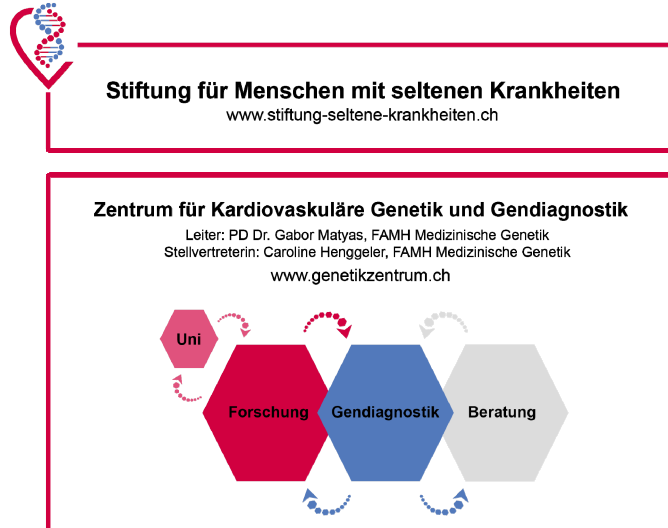 Stiftung für Menschen mit seltenen Krankheiten
www.stiftung-seltene-krankheiten.ch
Zentrum für Kardiovaskuläre Genetik und Gendiagnostik
Leiter: PD Dr. Gabor Matyas, FAMH Medizinische Genetik
Stellvertreterin: Caroline Henggeler, FAMH Medizinische Genetik
www.genetikzentrum.ch
Uni
Forschung
Gendiagnostik
Beratung